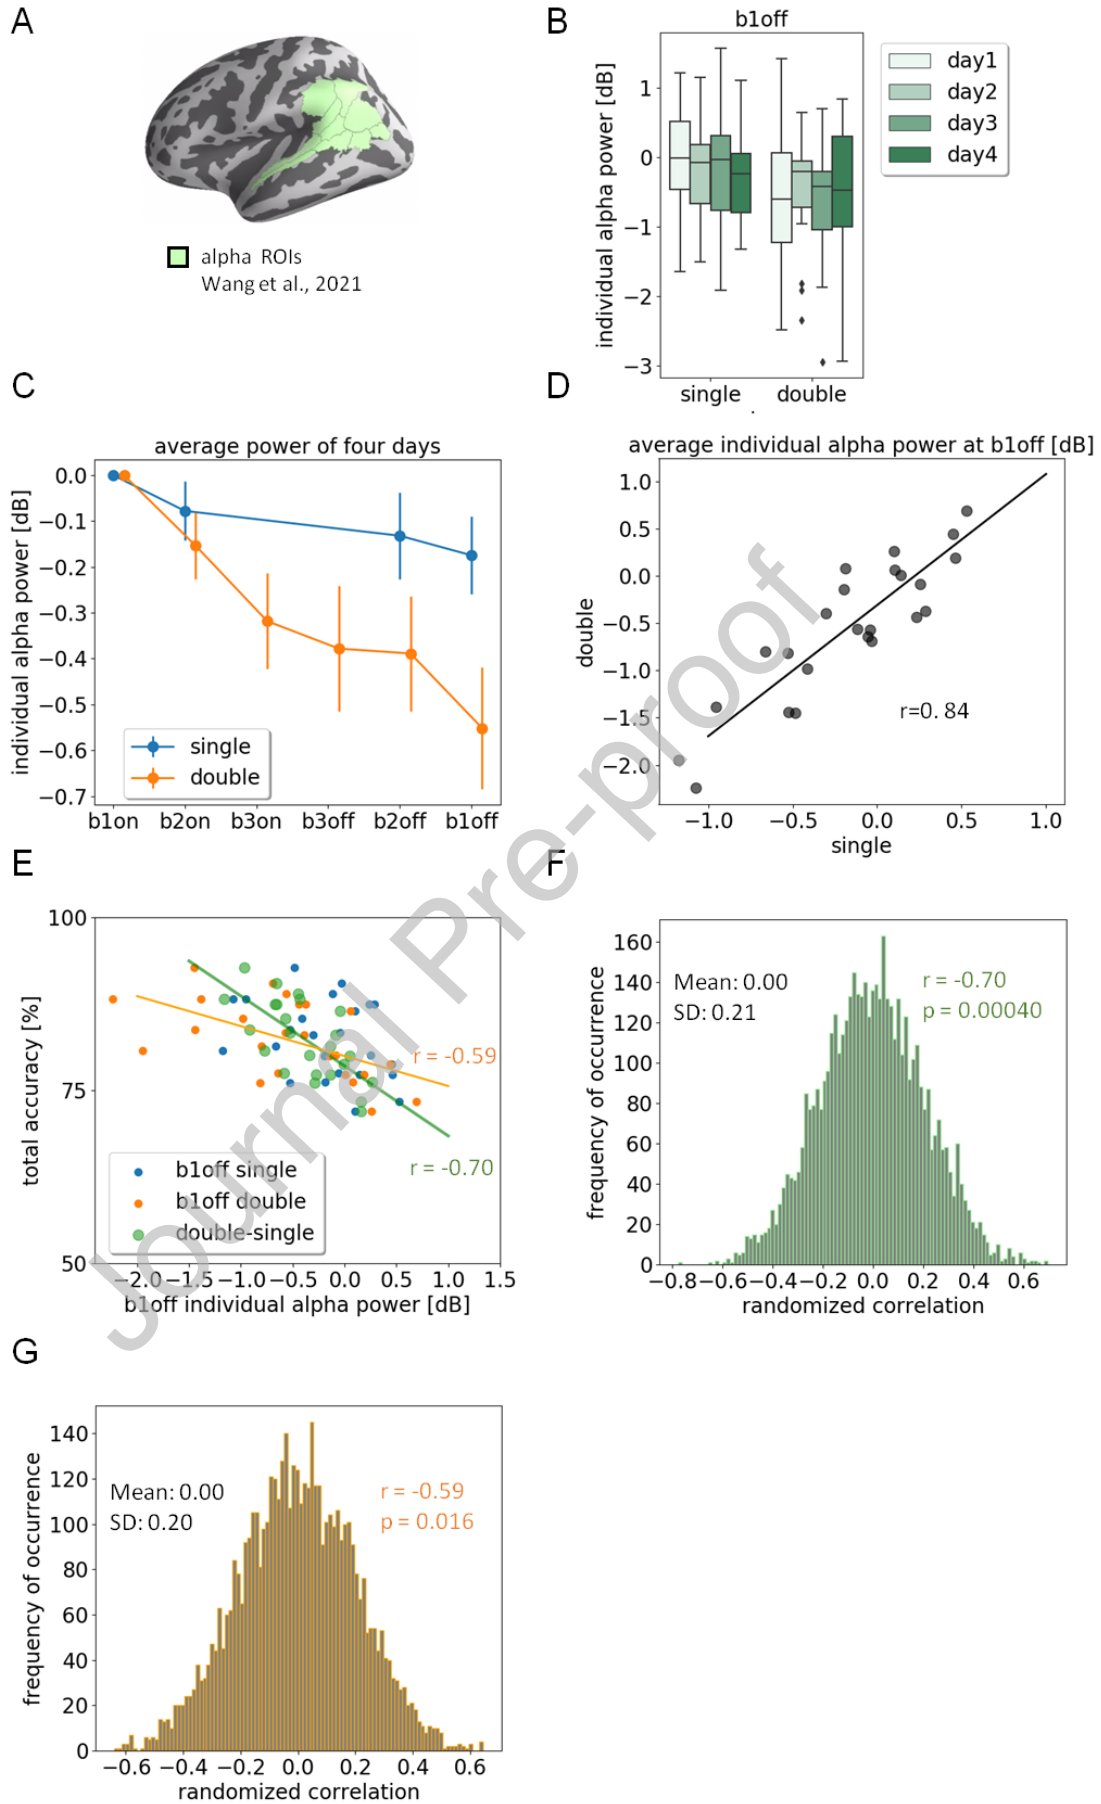 A
alpha ROIs
Wang et al., 2021
B
b1off
individual alpha power [dB]
1
0
−1
−2
−3
single
double
day1
day2
day3
day4
C
average power of four days
individual alpha power [dB]
0.0
−0.1
−0.2
−0.3
−0.4
−0.5
−0.6
−0.7
single
double
b1on
b2on
b3on
b3off
b2off
b1off
D
average individual alpha power at b1off [dB]
double
1.0
0.5
0.0
−0.5
−1.0
−1.5
−2.0
r=0. 84
−1.0
−0.5
0.0
0.5
1.0
single
E
total accuracy [%]
100
75
50
r = -0.59
r = -0.70
b1off single
b1off double
double-single
−2.0
−1.5
−1.0
−0.5
0.0
0.5
1.0
1.5
b1off individual alpha power [dB]
F
frequency of occurrence
160
140
120
100
80
60
40
20
0
Mean: 0.00
SD: 0.21
r = -0.70
p = 0.00040
−0.8
−0.6
−0.4
−0.2
0.0
0.2
0.4
0.6
randomized correlation
G
frequency of occurrence
140
120
100
80
60
40
20
0
Mean: 0.00
SD: 0.20
r = -0.59
p = 0.016
−0.6
−0.4
−0.2
0.0
0.2
0.4
0.6
randomized correlation
Journal Pre-proof